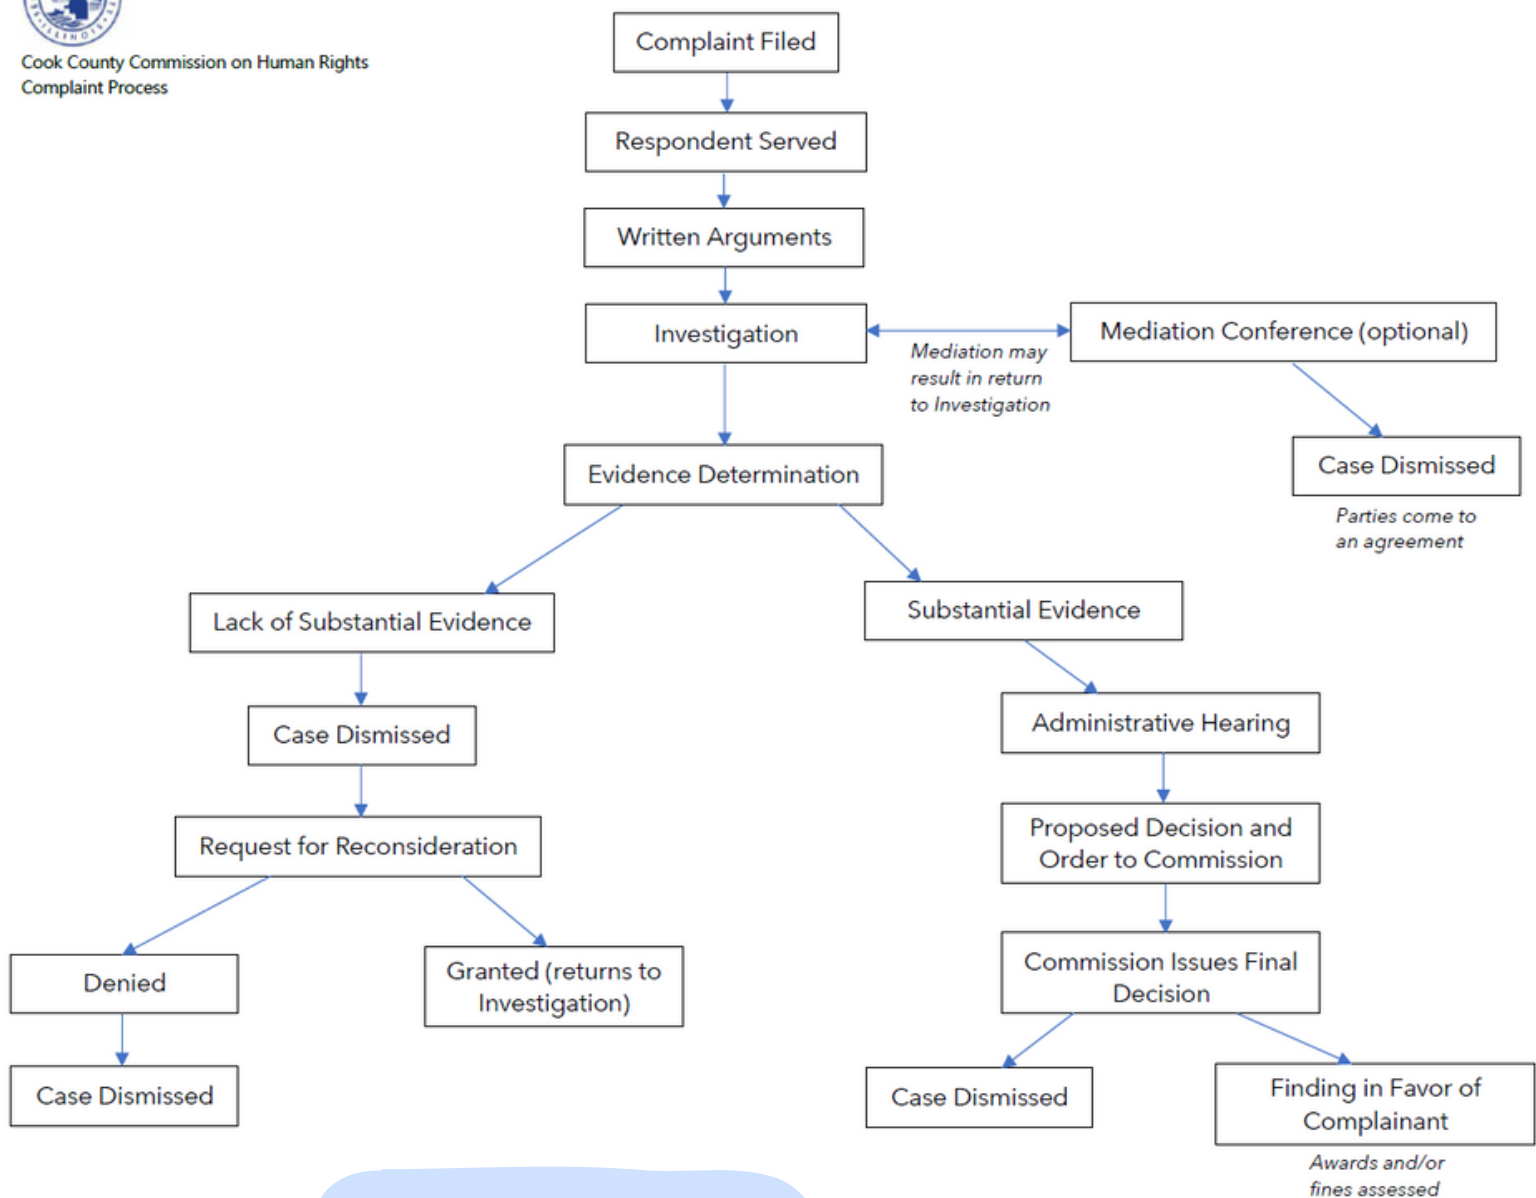 ILLINOIS
Cook County Commission on Human Rights
Complaint Process
Complaint Filed
Respondent Served
Written Arguments
Investigation
Mediation may
result in return
to Investigation
Mediation Conference (optional)
Case Dismissed
Parties come to
an agreement
Evidence Determination
Lack of Substantial Evidence
Substantial Evidence
Case Dismissed
Administrative Hearing
Request for Reconsideration
Proposed Decision and
Order to Commission
Denied
Granted (returns to
Investigation)
Commission Issues Final
Decision
Case Dismissed
Case Dismissed
Finding in Favor of
Complainant
Awards and/or
fines assessed